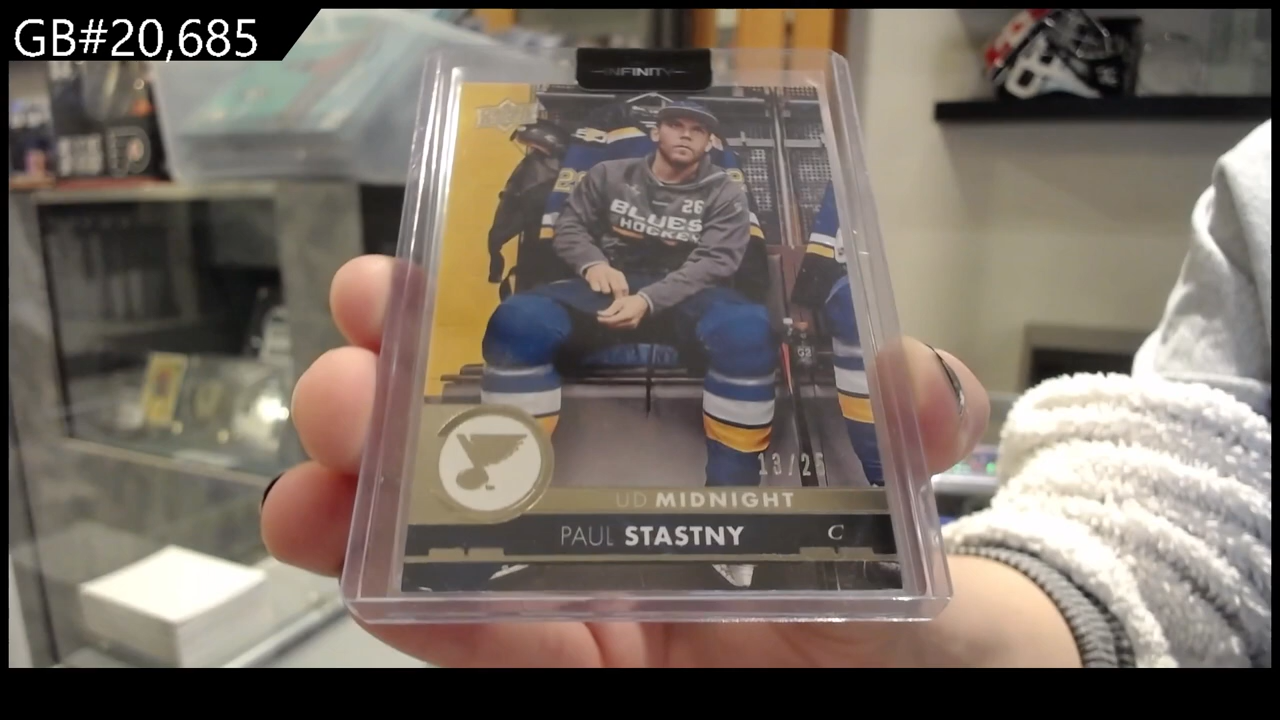 GB#20,685
INFINITY
26
BLUES
HOCKEY
13/25
UD MIDNIGHT
PAUL STASTNY C